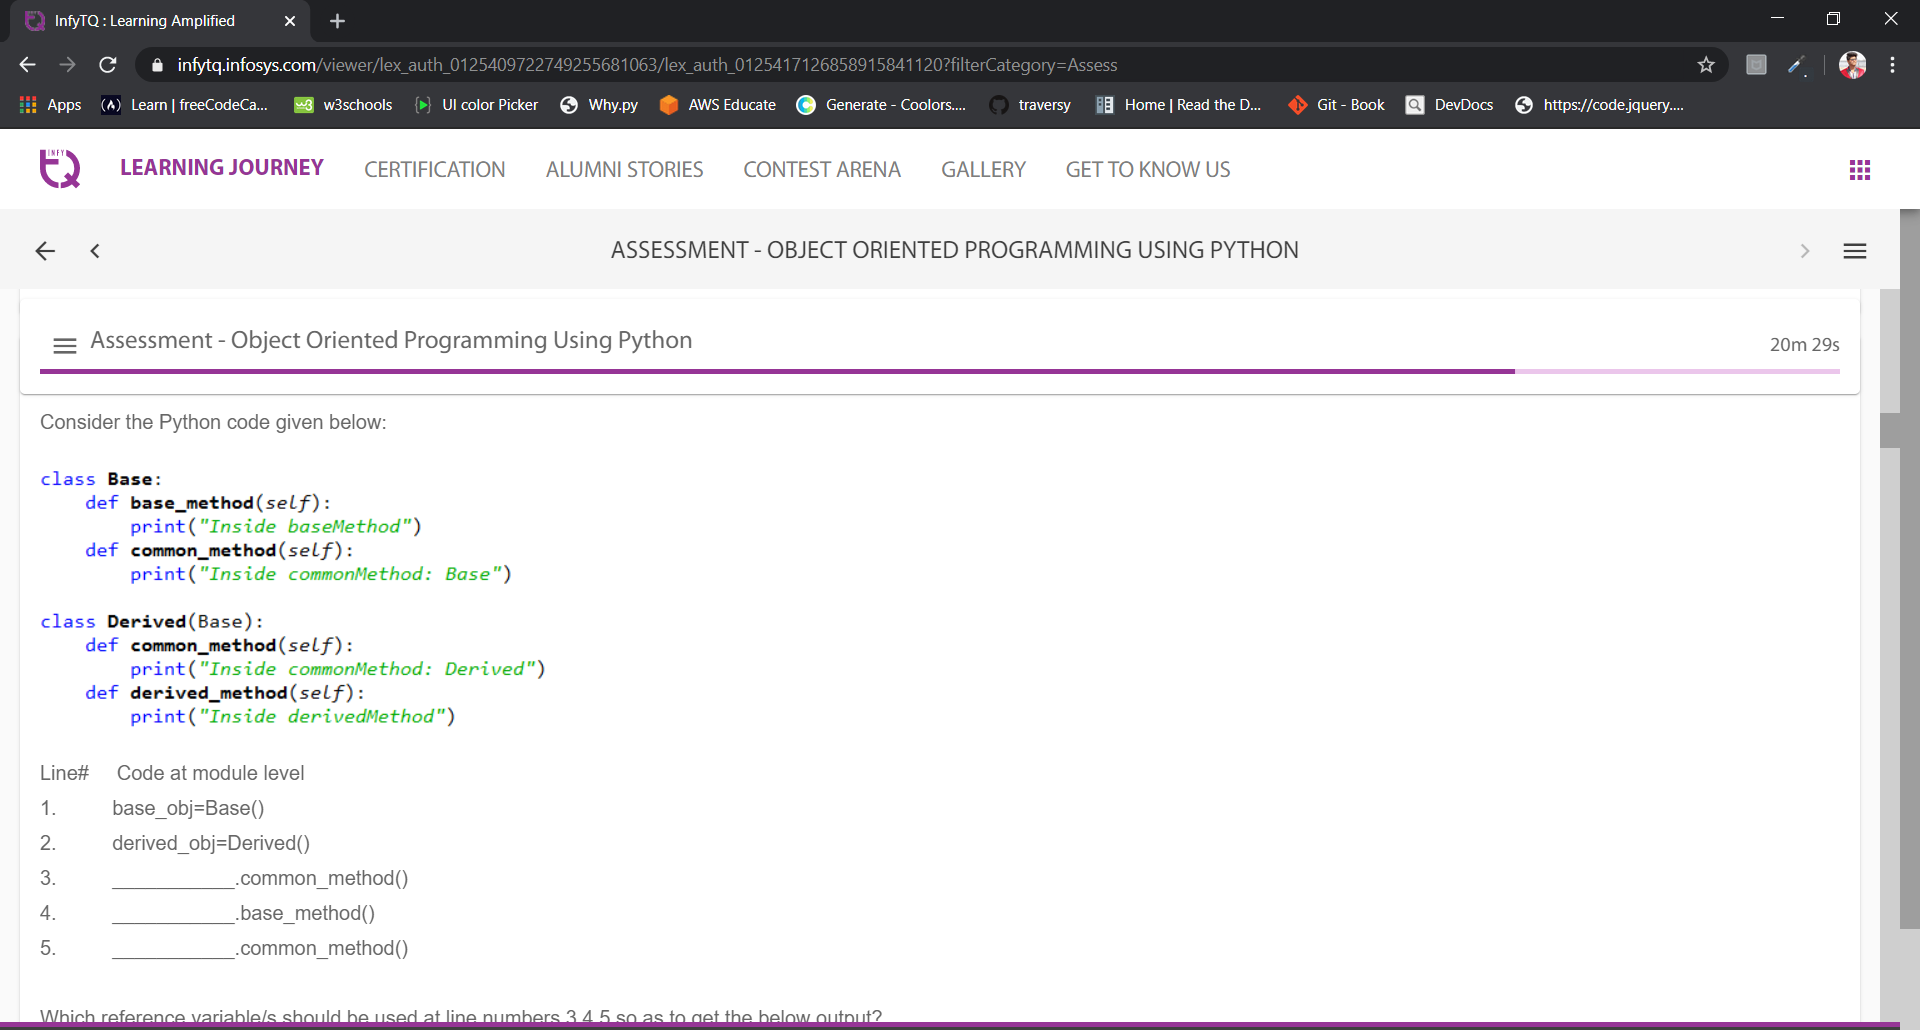 InfyTQ : Learning Amplified
infytq.infosys.com/viewer/lex_auth_0125409722749255681063/lex_auth_01254171268589158411​20?filterCategory=Assess
Apps Learn | freeCodeCa... w3schools UI color Picker Why.py AWS Educate Generate - Coolors.... traversy Home | Read the D... Git - Book DevDocs https://code.jquery....
INFY TQ LEARNING JOURNEY CERTIFICATION ALUMNI STORIES CONTEST ARENA GALLERY GET TO KNOW US
ASSESSMENT - OBJECT ORIENTED PROGRAMMING USING PYTHON
Assessment - Object Oriented Programming Using Python 20m 29s
Consider the Python code given below:
class Base:
    def base_method(self):
        print("Inside baseMethod")
    def common_method(self):
        print("Inside commonMethod: Base")
class Derived(Base):
    def common_method(self):
        print("Inside commonMethod: Derived")
    def derived_method(self):
        print("Inside derivedMethod")
Line# Code at module level
1. base_obj=Base()
2. derived_obj=Derived()
3. ___________.common_method()
4. ___________.base_method()
5. ___________.common_method()
Which reference variable/s should be used at line numbers 3,4,5 so as to get the below output?